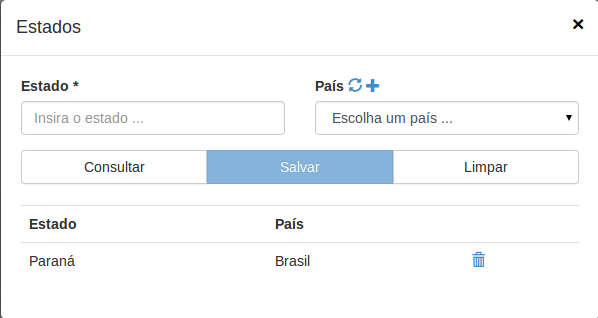 Estados ×
Estado * País
Insira o estado ... Escolha um país ...
Consultar Salvar Limpar
Estado País
Paraná Brasil